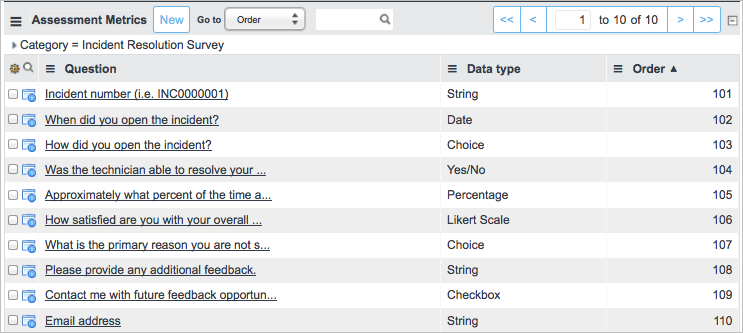 Assessment Metrics New Go to Order << < 1 to 10 of 10 > >>
Category = Incident Resolution Survey
Question Data type Order ▲
Incident number (i.e. INC0000001) String 101
When did you open the incident? Date 102
How did you open the incident? Choice 103
Was the technician able to resolve your ... Yes/No 104
Approximately what percent of the time a... Percentage 105
How satisfied are you with your overall ... Likert Scale 106
What is the primary reason you are not s... Choice 107
Please provide any additional feedback. String 108
Contact me with future feedback opportun... Checkbox 109
Email address String 110